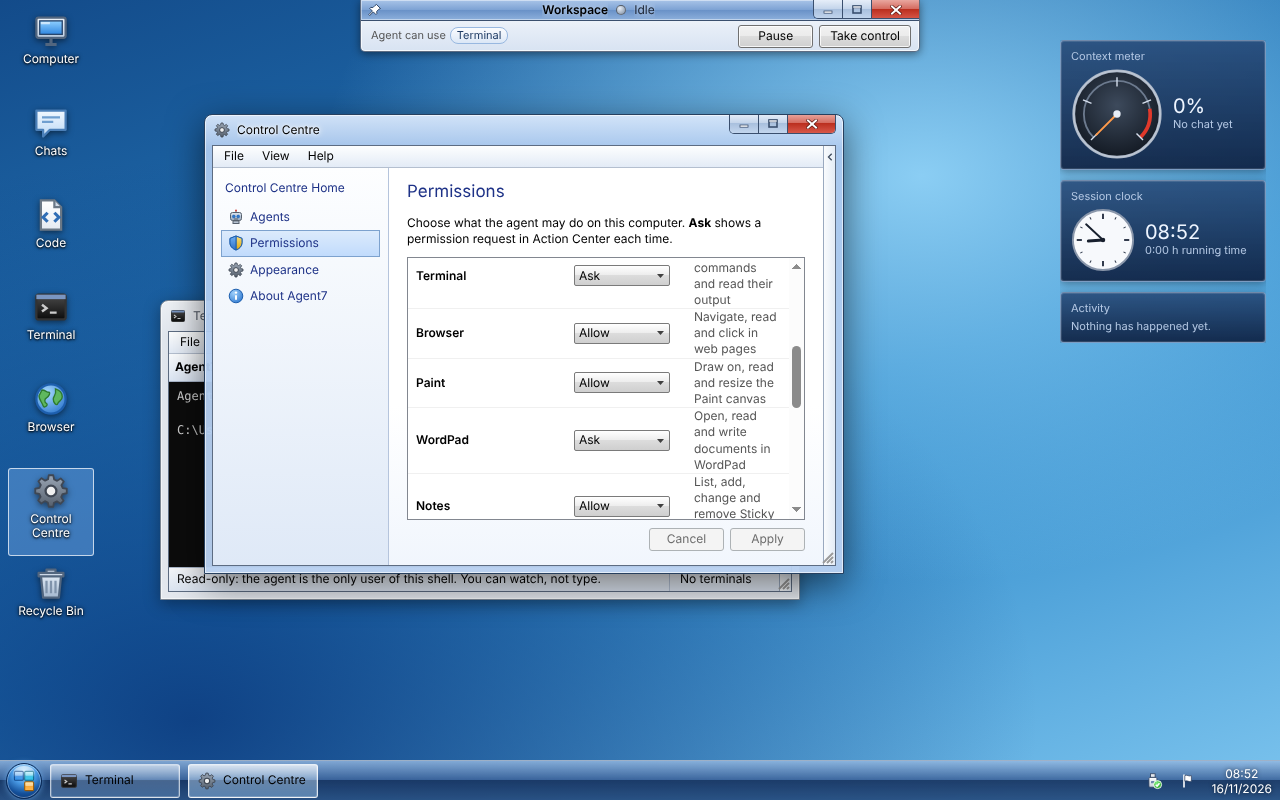 Workspace Idle
Agent can use Terminal
Pause Take control
Computer
Chats
Code
Terminal
Browser
Control
Centre
Recycle Bin
Control Centre
File View Help
Control Centre Home
Agents
Permissions
Appearance
About Agent7
Permissions
Choose what the agent may do on this computer. Ask shows a
permission request in Action Center each time.
Terminal Ask
commands
and read their
output
Browser Allow
Navigate, read
and click in
web pages
Paint Allow
Draw on, read
and resize the
Paint canvas
WordPad Ask
Open, read
and write
documents in
WordPad
Notes Allow
List, add,
change and
remove Sticky
Cancel Apply
Te
File
Agen
Agen
C:\U
Read-only: the agent is the only user of this shell. You can watch, not type.
No terminals
Context meter
0%
No chat yet
Session clock
08:52
0:00 h running time
Activity
Nothing has happened yet.
Terminal
Control Centre
08:52
16/11/2026